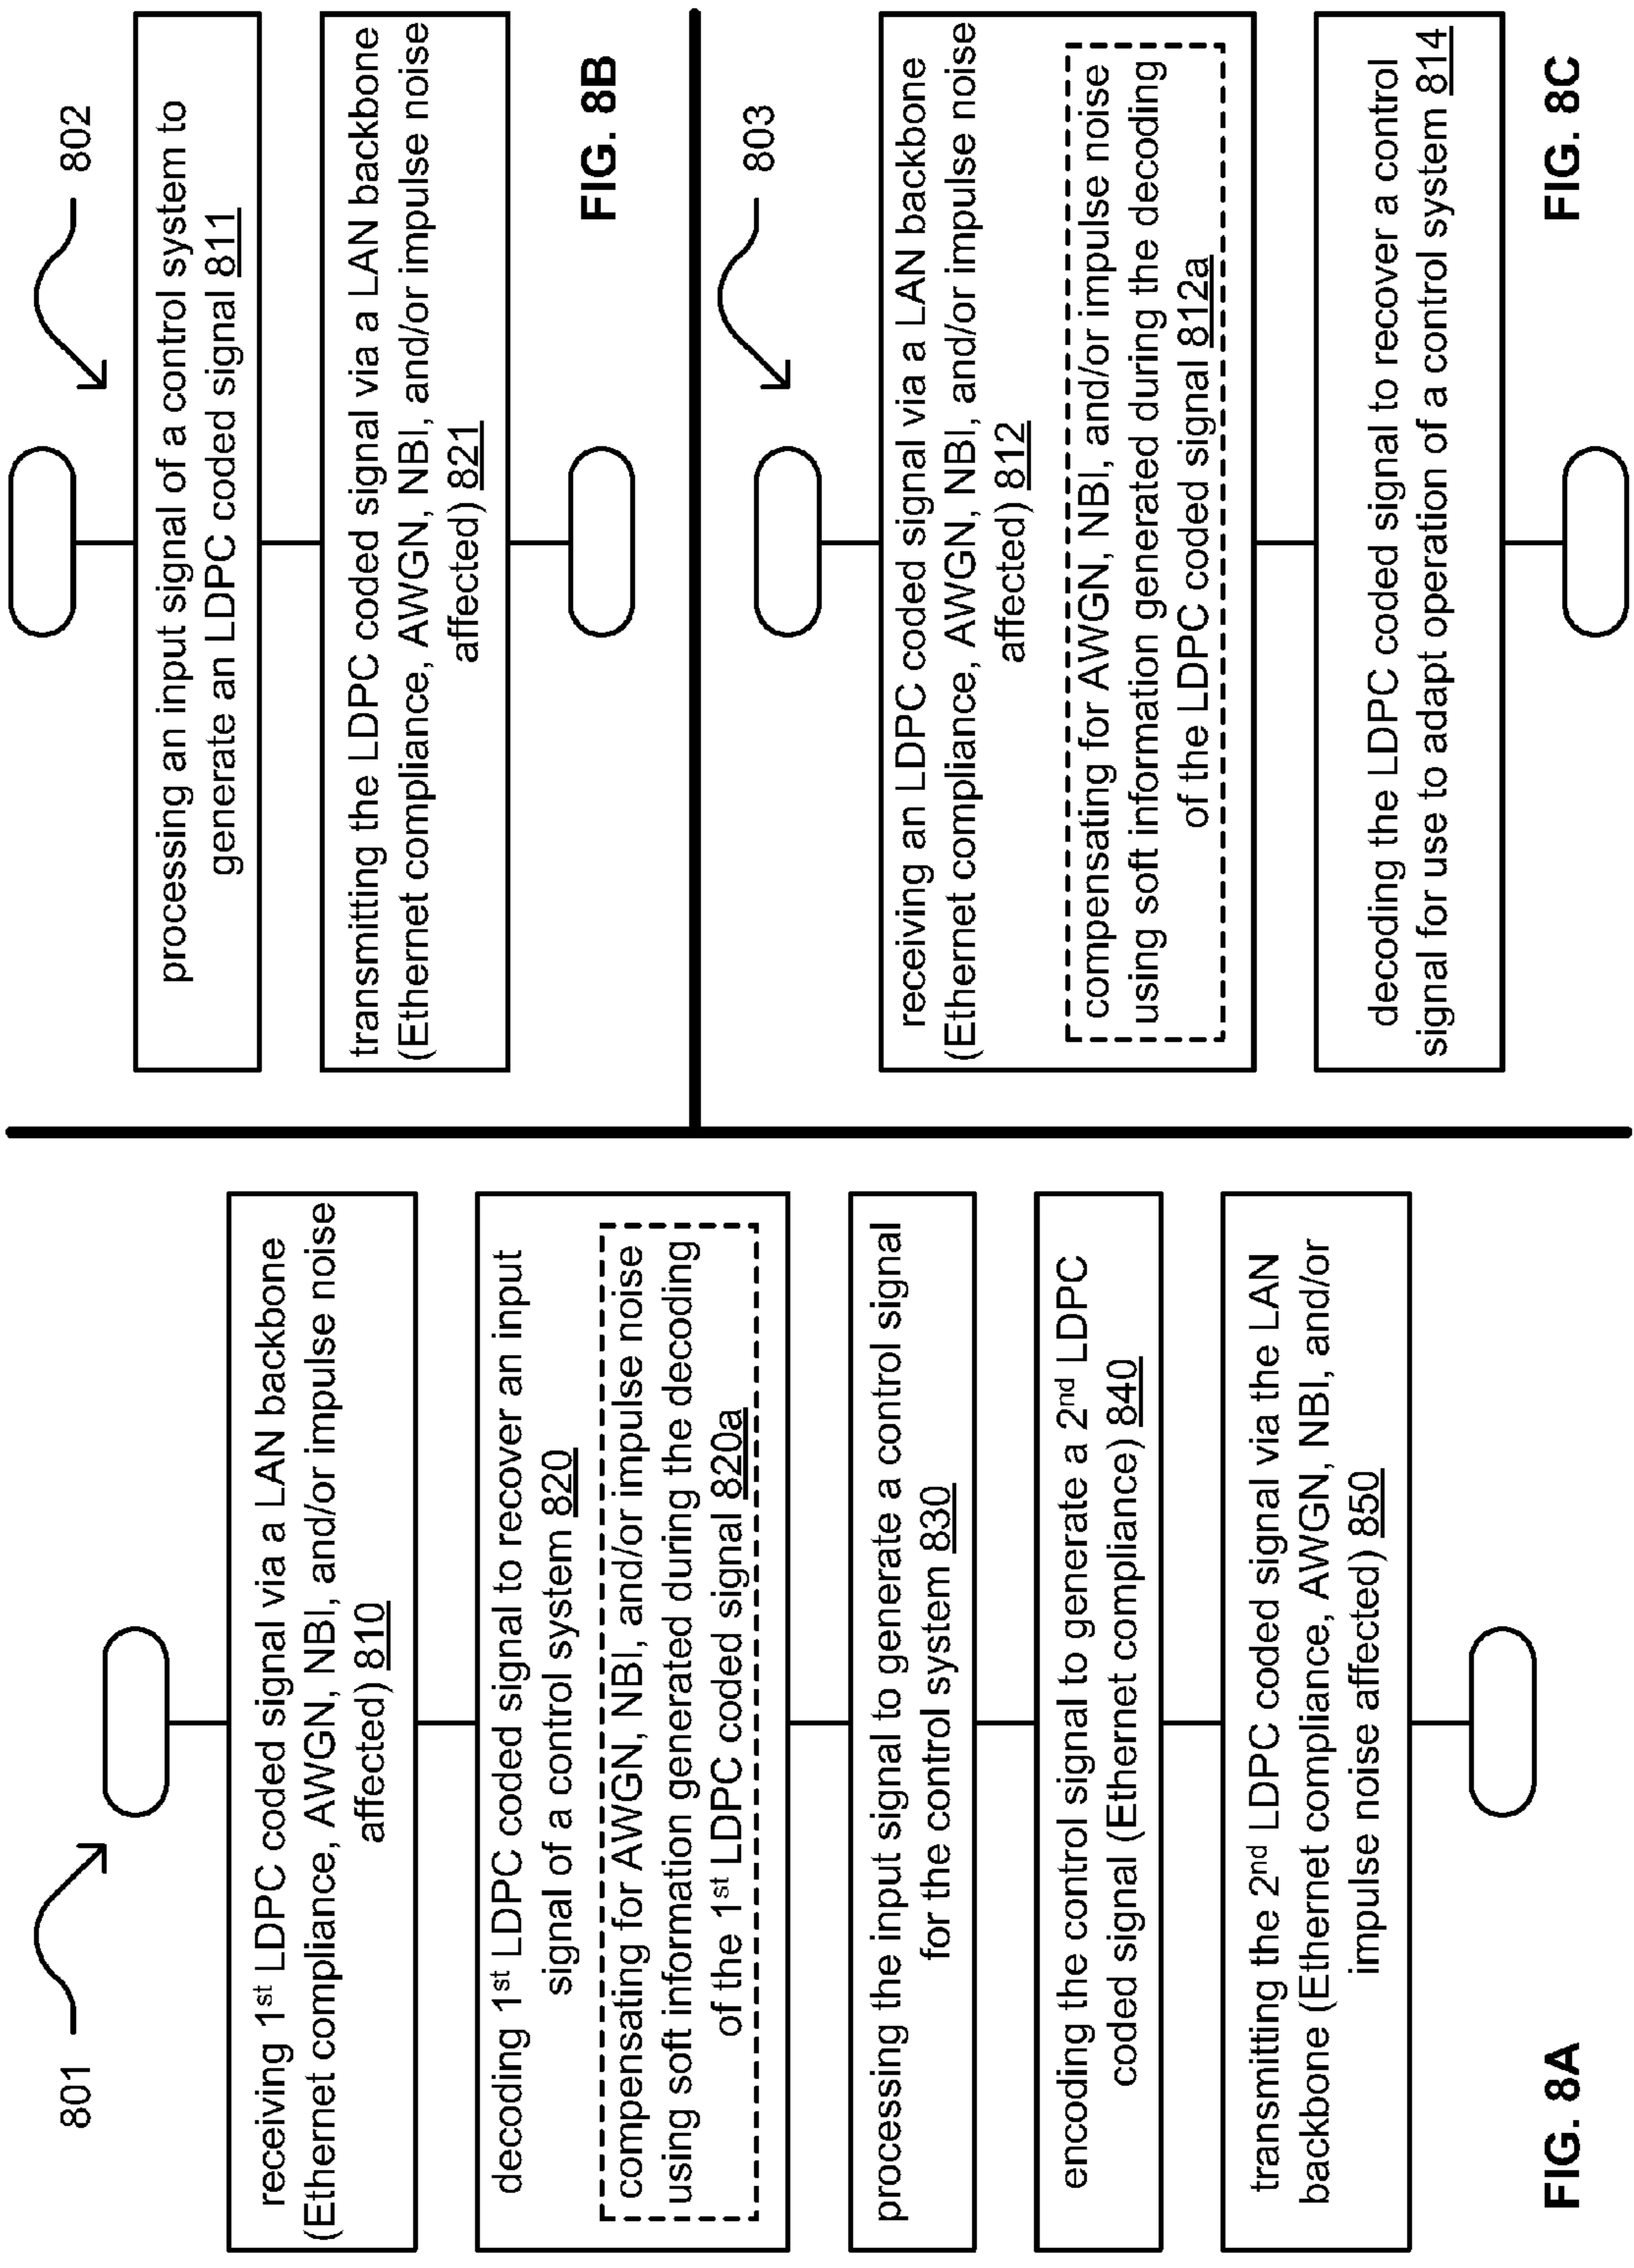 801
receiving 1st LDPC coded signal via a LAN backbone
(Ethernet compliance, AWGN, NBI, and/or impulse noise
affected) 810
decoding 1st LDPC coded signal to recover an input
signal of a control system 820
compensating for AWGN, NBI, and/or impulse noise
using soft information generated during the decoding
of the 1st LDPC coded signal 820a
processing the input signal to generate a control signal
for the control system 830
encoding the control signal to generate a 2nd LDPC
coded signal (Ethernet compliance) 840
transmitting the 2nd LDPC coded signal via the LAN
backbone (Ethernet compliance, AWGN, NBI, and/or
impulse noise affected) 850
FIG. 8A
802
processing an input signal of a control system to
generate an LDPC coded signal 811
transmitting the LDPC coded signal via a LAN backbone
(Ethernet compliance, AWGN, NBI, and/or impulse noise
affected) 821
FIG. 8B
803
receiving an LDPC coded signal via a LAN backbone
(Ethernet compliance, AWGN, NBI, and/or impulse noise
affected) 812
compensating for AWGN, NBI, and/or impulse noise
using soft information generated during the decoding
of the LDPC coded signal 812a
decoding the LDPC coded signal to recover a control
signal for use to adapt operation of a control system 814
FIG. 8C